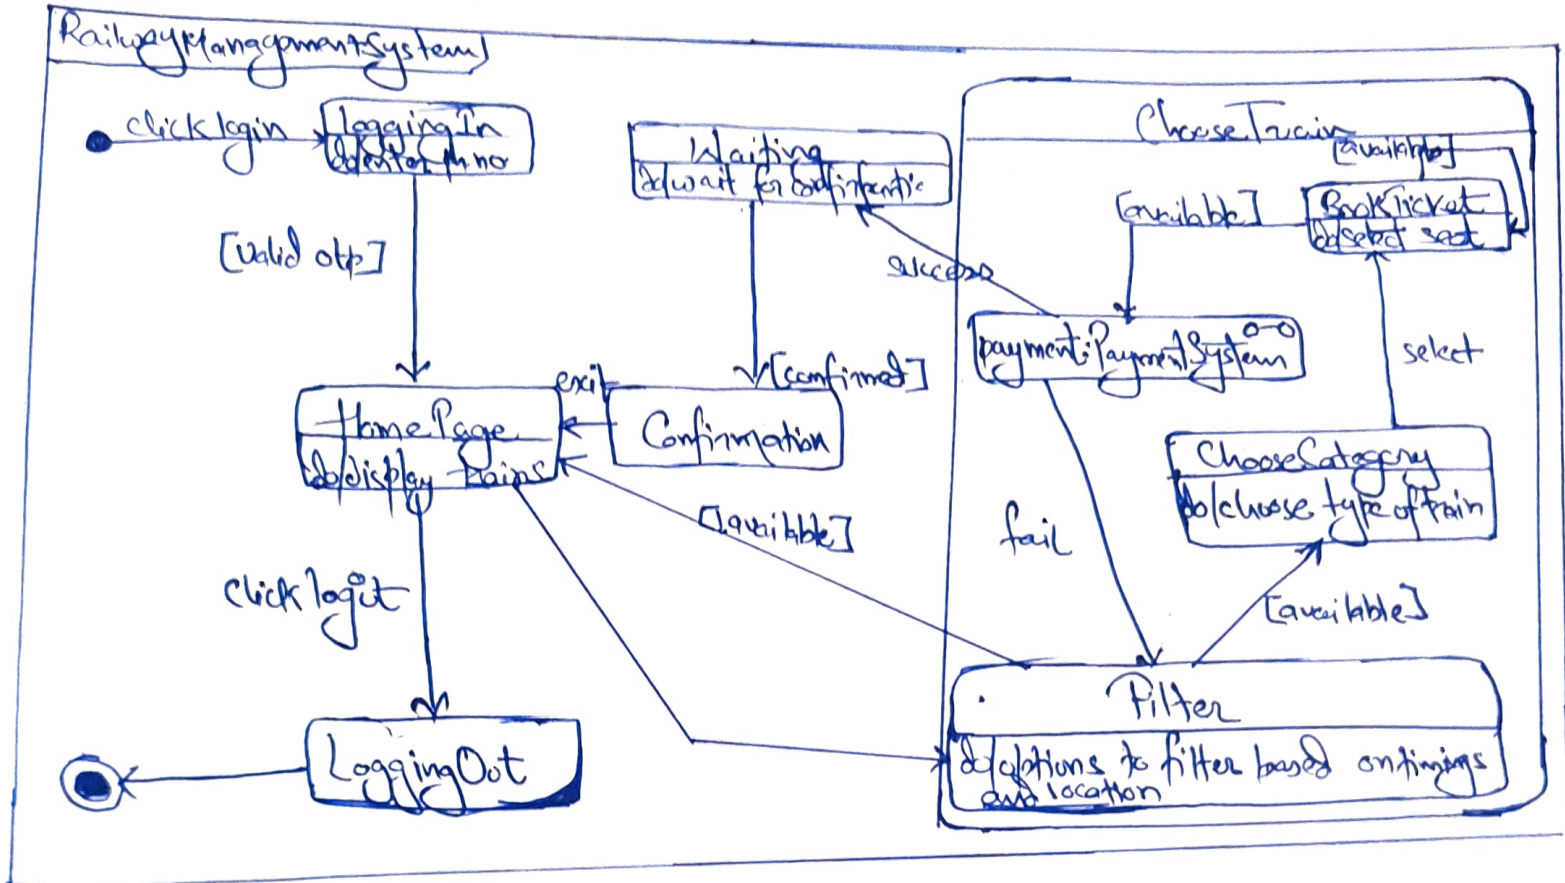 RailwayManagementSystem
click login
LoggingIn
do/enter ph no
[valid otp]
HomePage
do/display trains
click logout
LoggingOut
Waiting
do/wait for
[confirmed]
exit
Confirmation
success
[available]
ChooseTrain
[available]
BookTicket
do/select seat
[available]
payment:PaymentSystem
select
ChooseCategory
do/choose type of train
fail
[available]
Filter
do/options to filter based on timings
and location